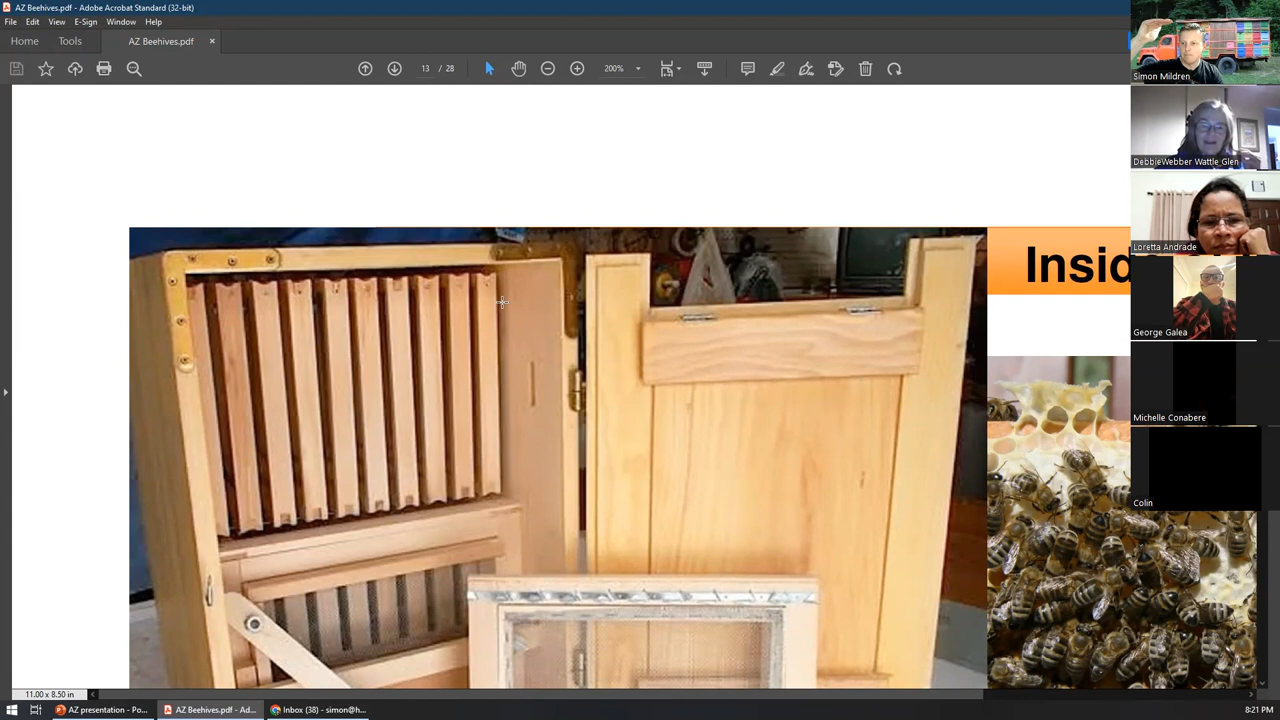 AZ Beehives.pdf - Adobe Acrobat Standard (32-bit)
File Edit View E-Sign Window Help
Home Tools AZ Beehives.pdf ×
13 / 28 200%
Simon Mildren
DebbieWebber Wattle Glen
Loretta Andrade
George Galea
Michelle Conabere
Colin
Insid
11.00 x 8.50 in
AZ presentation - Po...
AZ Beehives.pdf - Ad...
Inbox (38) - simon@h...
8:21 PM